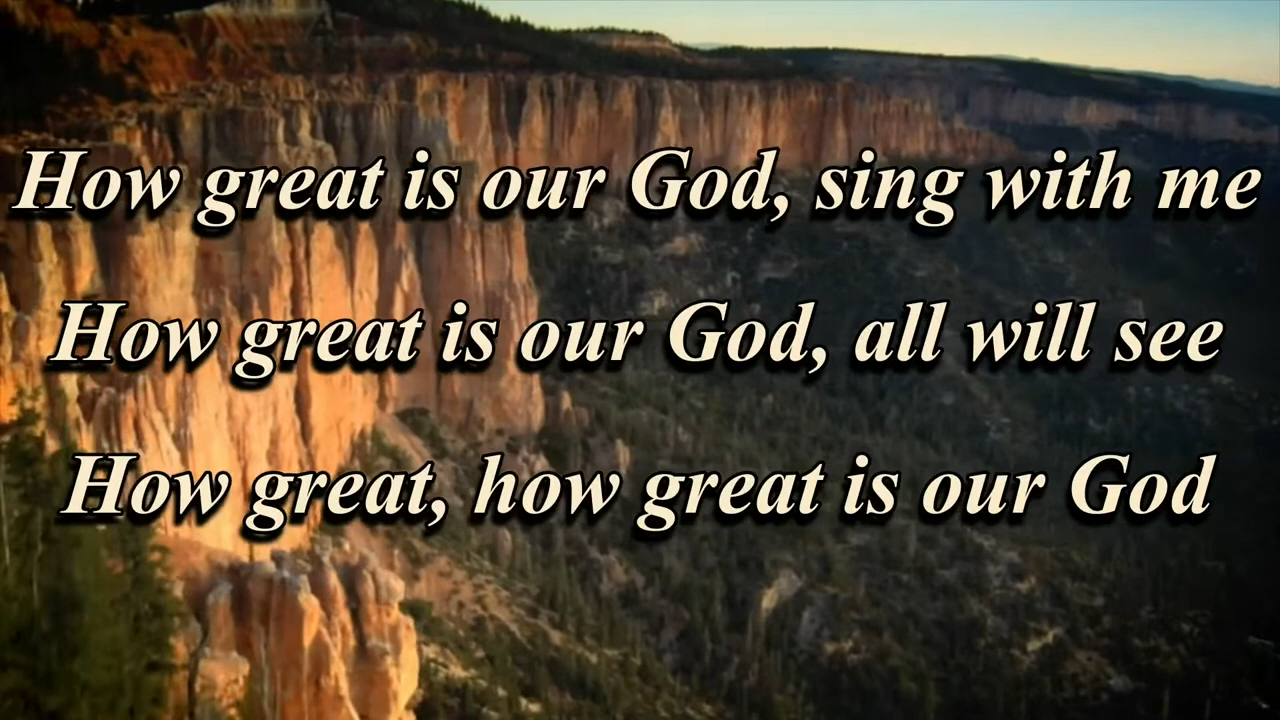 How great is our God, sing with me
How great is our God, all will see
How great, how great is our God